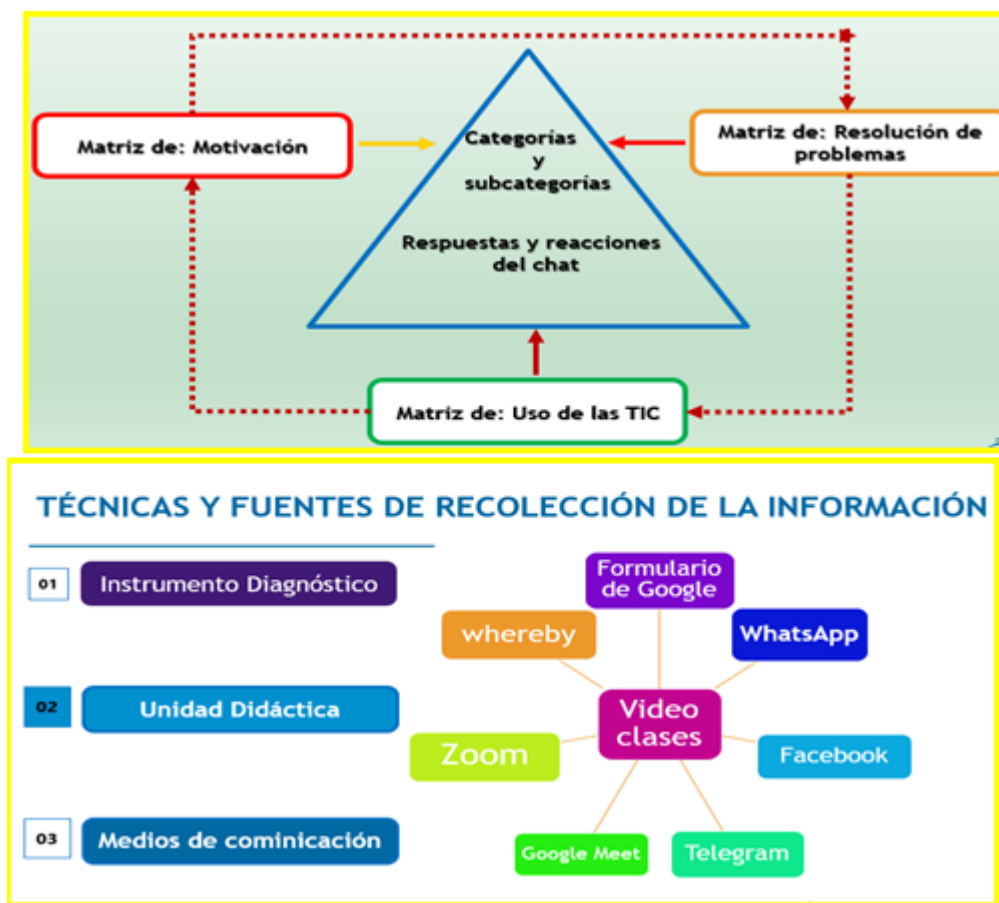 Matriz de: Motivación
Categorías
y
subcategorías
Respuestas y reacciones
del chat
Matriz de: Resolución de
problemas
Matriz de: Uso de las TIC
TÉCNICAS Y FUENTES DE RECOLECCIÓN DE LA INFORMACIÓN
01
Instrumento Diagnóstico
02
Unidad Didáctica
03
Medios de cominicación
Formulario
de Google
whereby
WhatsApp
Video
clases
Zoom
Facebook
Google Meet
Telegram